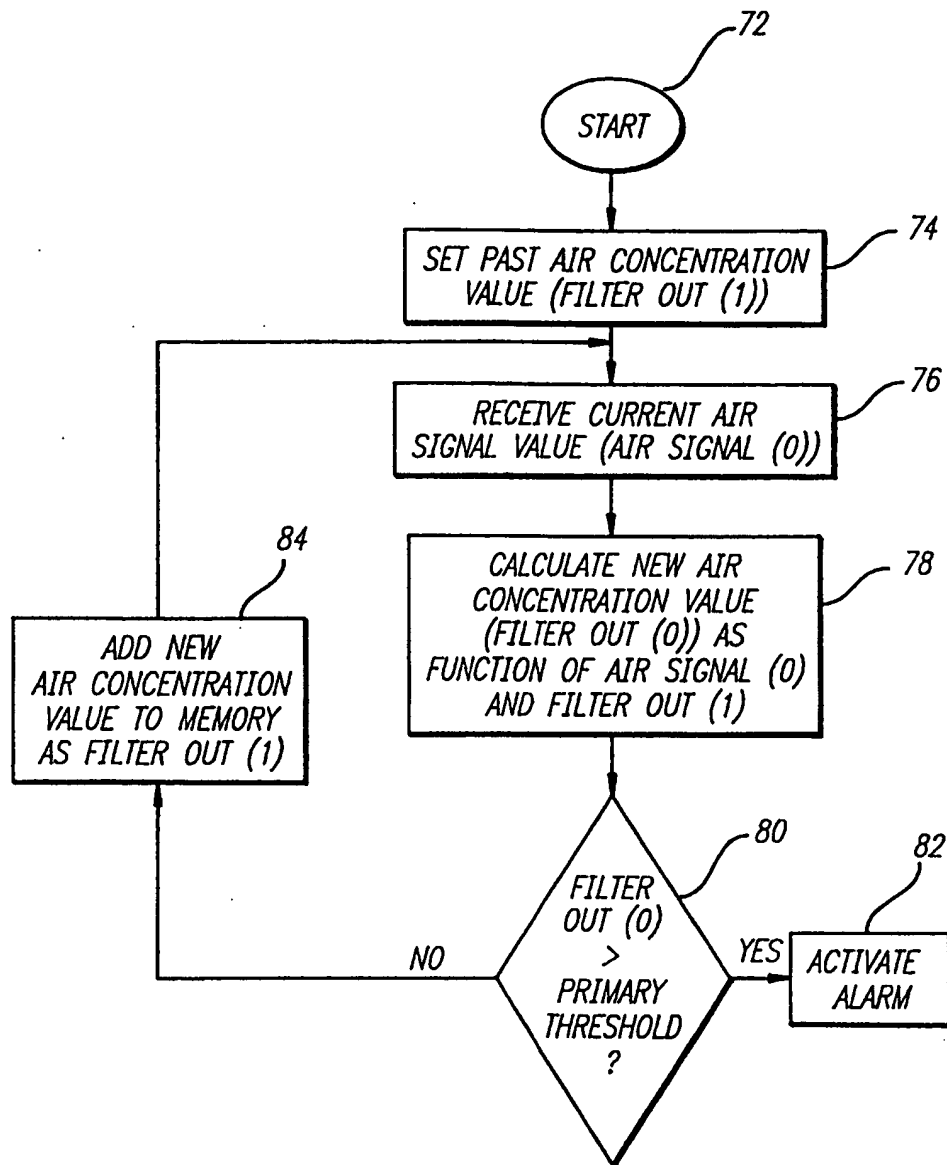 72
START
74
SET PAST AIR CONCENTRATION
VALUE (FILTER OUT (1))
76
RECEIVE CURRENT AIR
SIGNAL VALUE (AIR SIGNAL (0))
78
CALCULATE NEW AIR
CONCENTRATION VALUE
(FILTER OUT (0)) AS
FUNCTION OF AIR SIGNAL (0)
AND FILTER OUT (1)
84
ADD NEW
AIR CONCENTRATION
VALUE TO MEMORY
AS FILTER OUT (1)
80
FILTER
OUT (0)
>
PRIMARY
THRESHOLD
?
NO
YES
82
ACTIVATE
ALARM